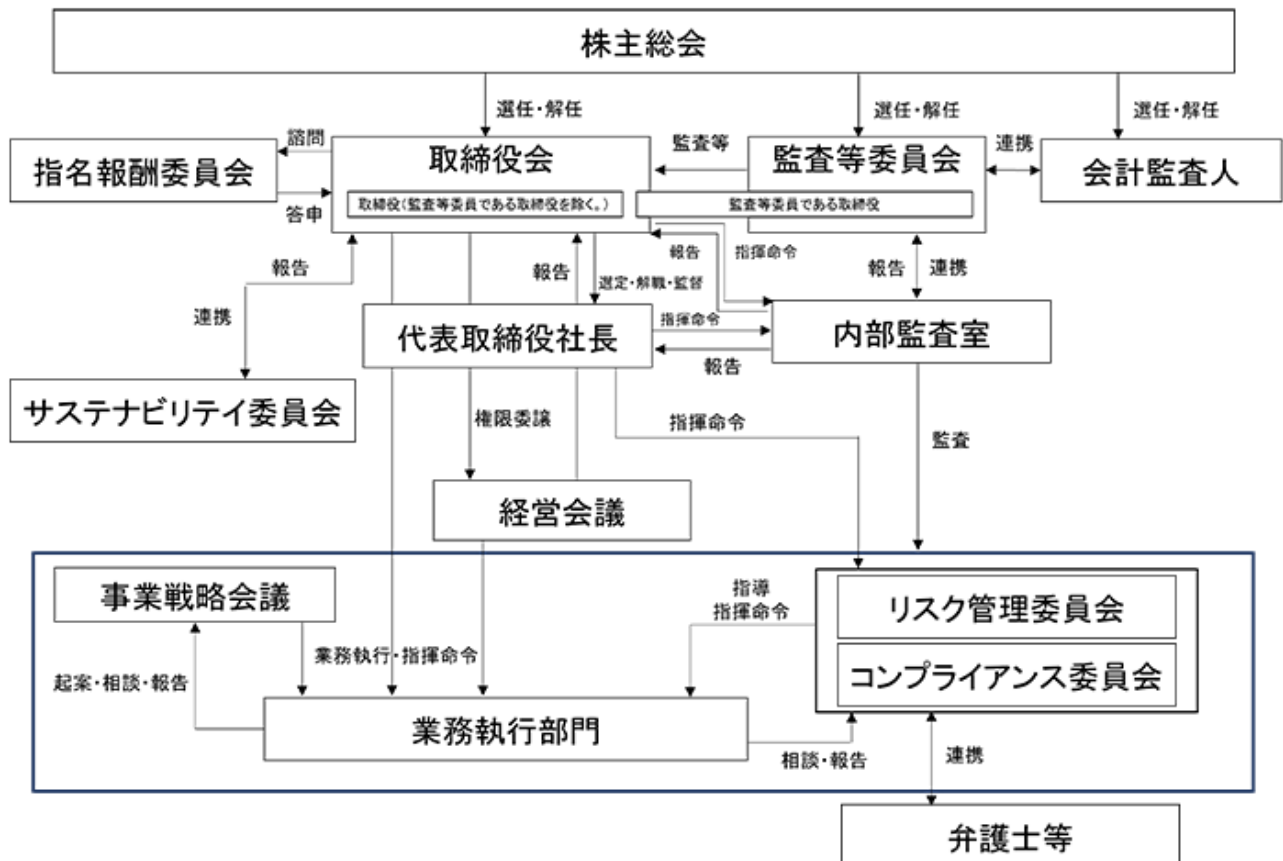 株主総会
選任・解任
選任・解任
選任・解任
指名報酬委員会
諮問
答申
取締役会
取締役（監査等委員である取締役を除く。）
監査等
監査等委員会
監査等委員である取締役
連携
会計監査人
報告
連携
報告
選定・解職・監督
報告
指揮命令
報告
連携
代表取締役社長
指揮命令
報告
内部監査室
サステナビリテイ委員会
権限委譲
指揮命令
監査
経営会議
事業戦略会議
指導
指揮命令
リスク管理委員会
コンプライアンス委員会
業務執行・指揮命令
起案・相談・報告
業務執行部門
相談・報告
連携
弁護士等